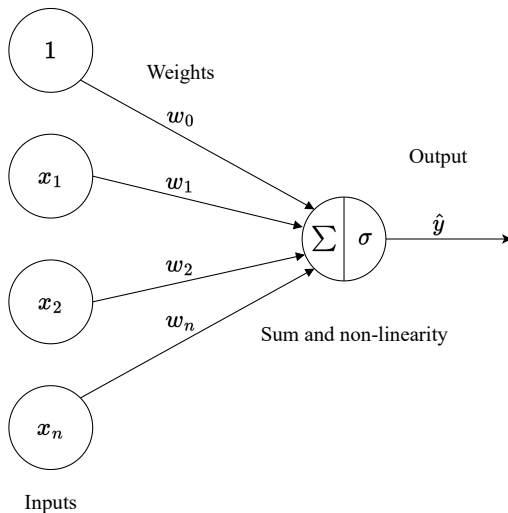 1
Weights
w₀
x₁
w₁
Output
∑ σ
ŷ
x₂
w₂
wₙ
Sum and non-linearity
xₙ
Inputs